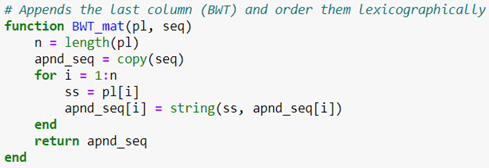 # Appends the last column (BWT) and order them lexicographically
function BWT_mat(pl, seq)
    n = length(pl)
    apnd_seq = copy(seq)
    for i = 1:n
        ss = pl[i]
        apnd_seq[i] = string(ss, apnd_seq[i])
    end
    return apnd_seq
end